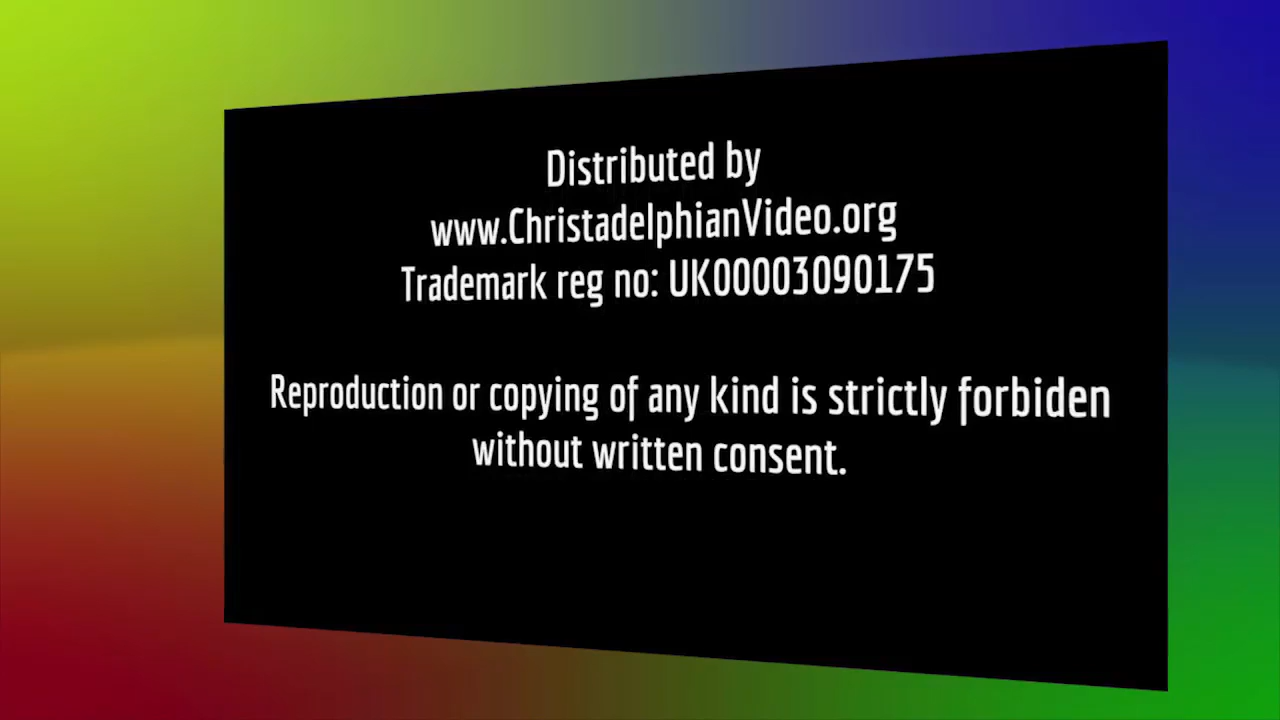 Distributed by
www.ChristadelphianVideo.org
Trademark reg no: UK00003090175
Reproduction or copying of any kind is strictly forbiden
without written consent.